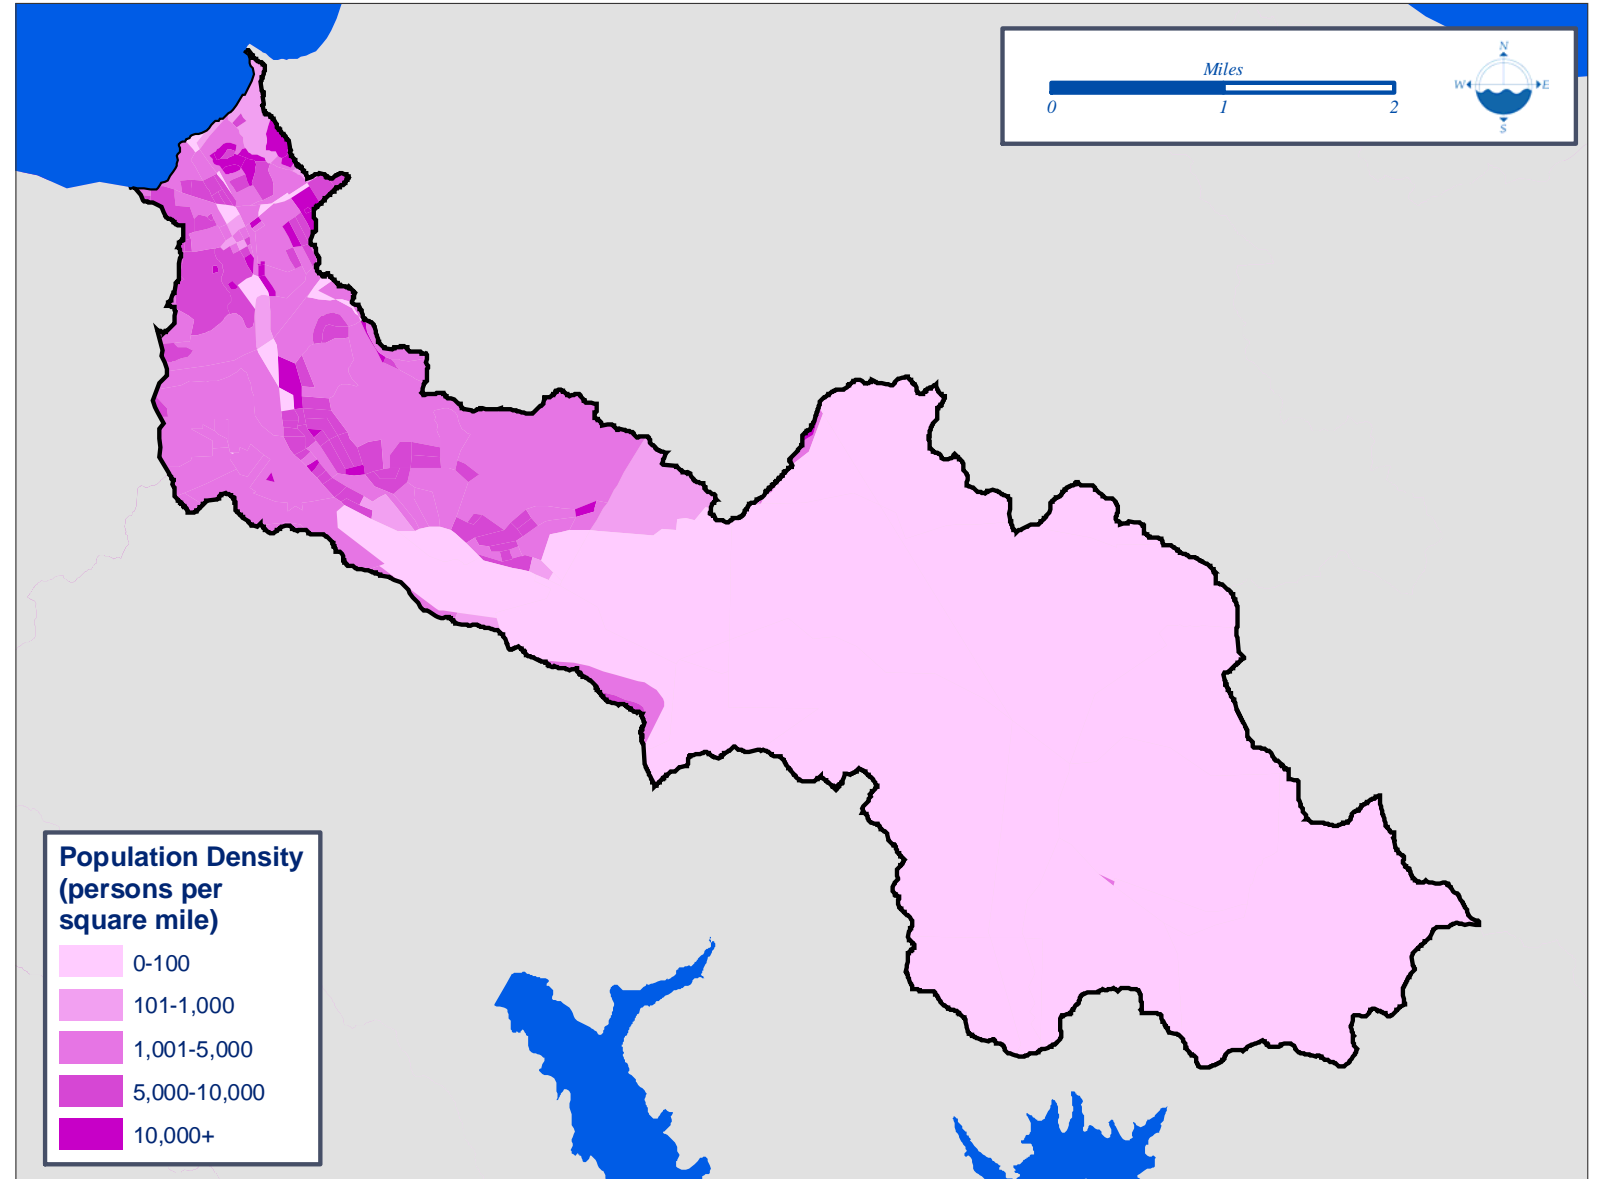 Miles
0 1 2
N
W E
S
Population Density
(persons per
square mile)
0-100
101-1,000
1,001-5,000
5,000-10,000
10,000+